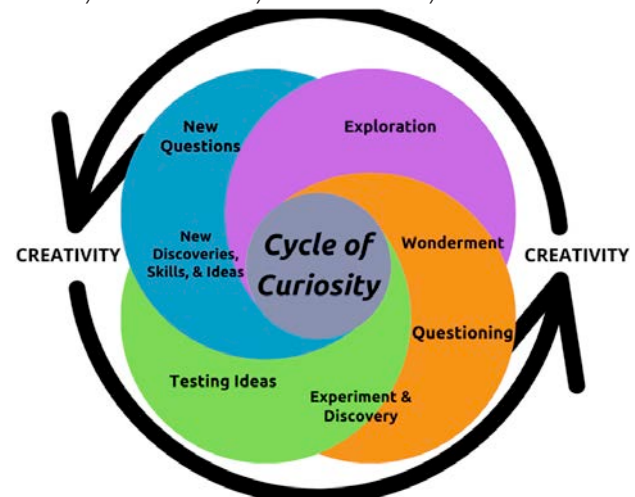 New
Questions
Exploration
CREATIVITY
New
Discoveries,
Skills, & Ideas
Cycle of
Curiosity
Wonderment
CREATIVITY
Questioning
Testing Ideas
Experiment &
Discovery